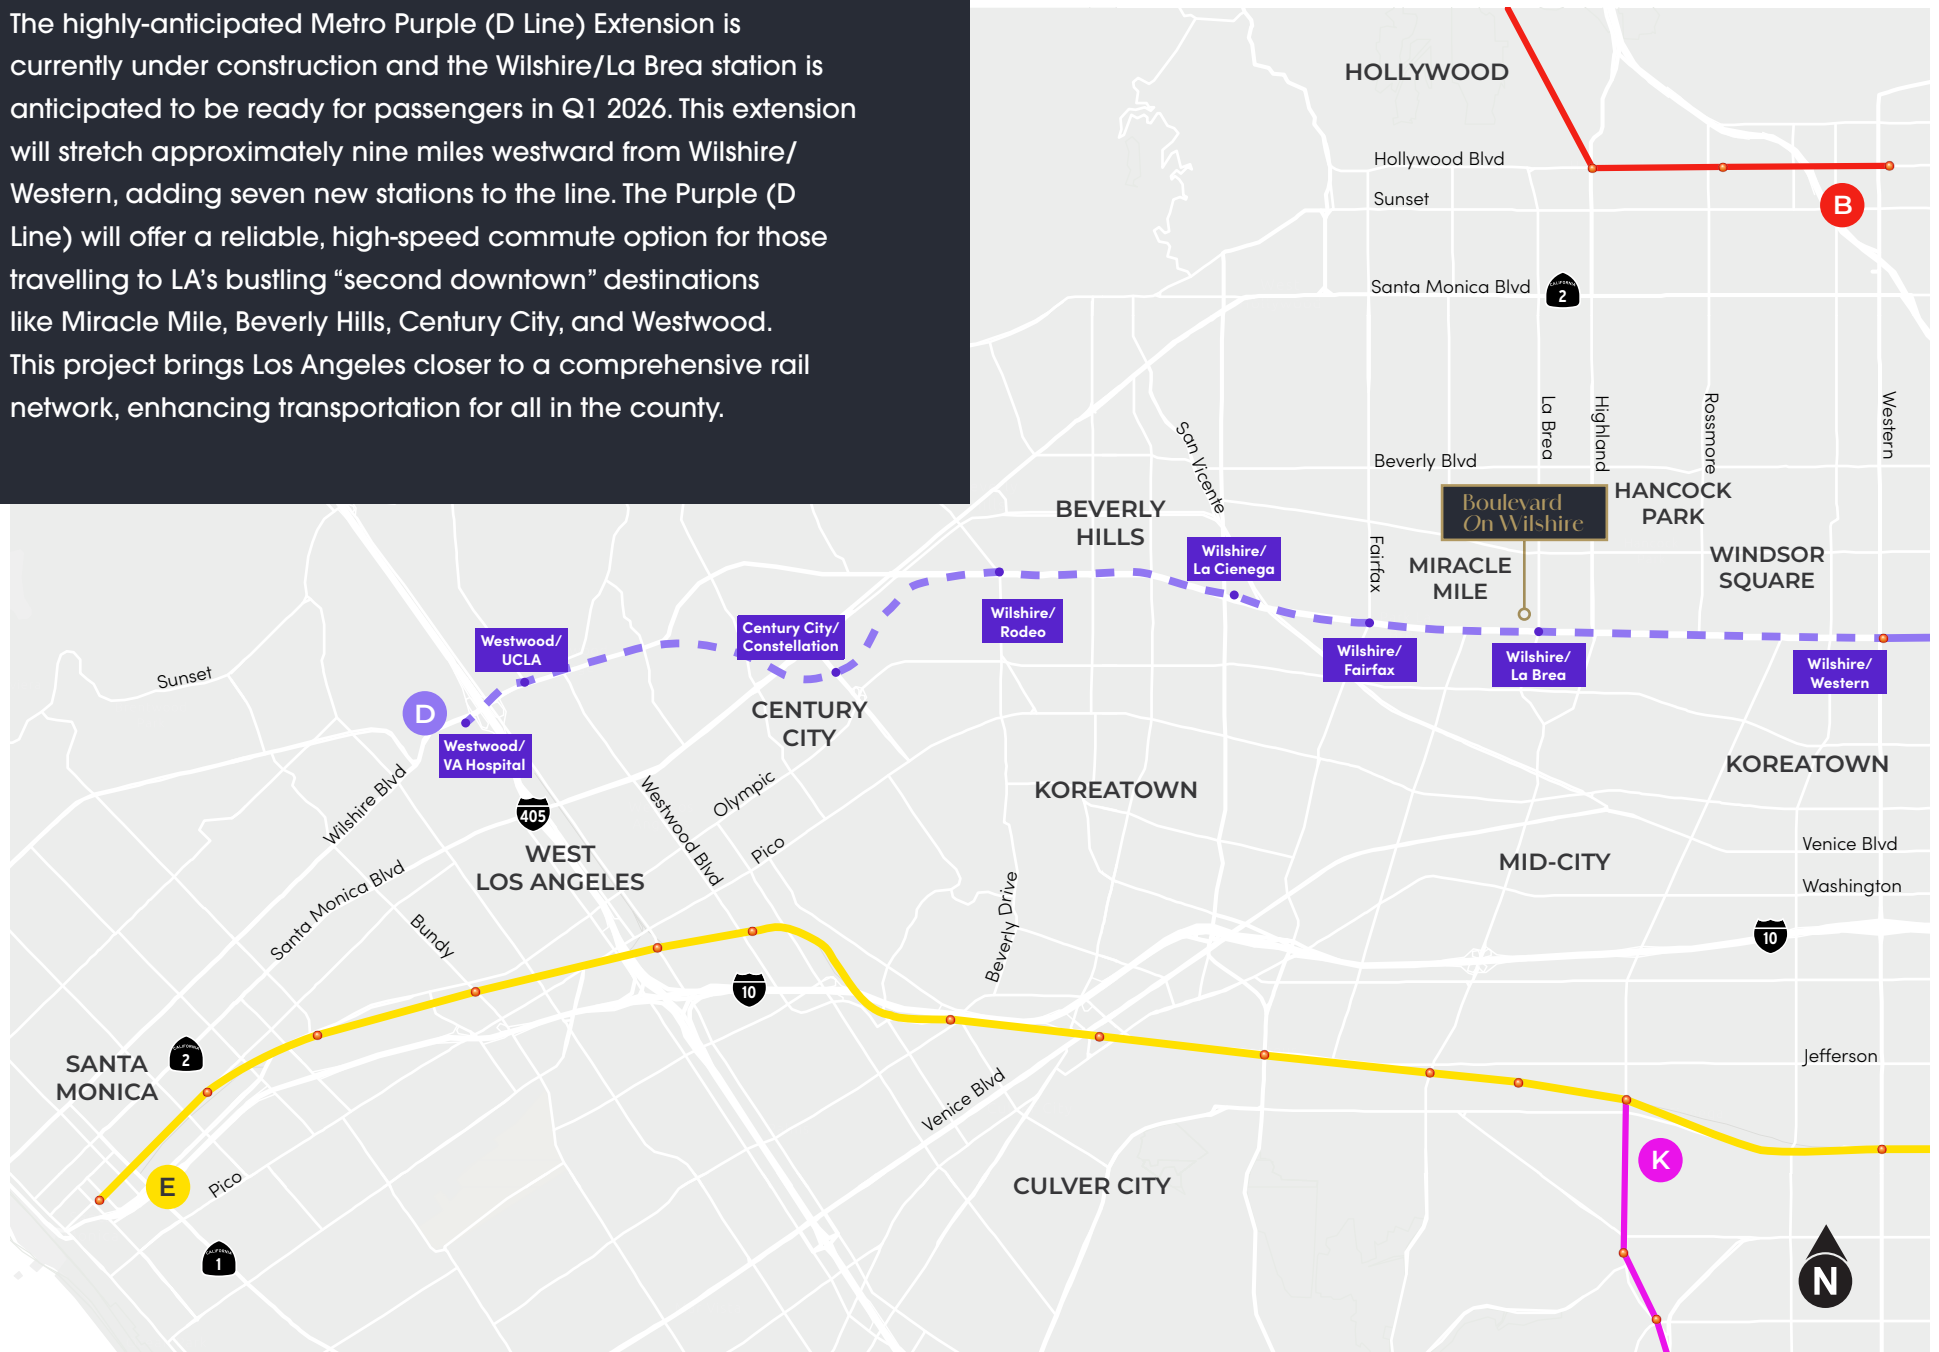 The highly-anticipated Metro Purple (D Line) Extension is
currently under construction and the Wilshire/La Brea station is
anticipated to be ready for passengers in Q1 2026. This extension
will stretch approximately nine miles westward from Wilshire/
Western, adding seven new stations to the line. The Purple (D
Line) will offer a reliable, high-speed commute option for those
travelling to LA’s bustling “second downtown” destinations
like Miracle Mile, Beverly Hills, Century City, and Westwood.
This project brings Los Angeles closer to a comprehensive rail
network, enhancing transportation for all in the county.
HOLLYWOOD
Hollywood Blvd
Sunset
B
Santa Monica Blvd
CALIFORNIA
2
La Brea
Highland
Rossmore
Western
San Vicente
Beverly Blvd
Boulevard
On Wilshire
HANCOCK
PARK
BEVERLY
HILLS
Wilshire/
La Cienega
Fairfax
MIRACLE
MILE
WINDSOR
SQUARE
Wilshire/
Rodeo
Century City/
Constellation
Westwood/
UCLA
Wilshire/
Fairfax
Wilshire/
La Brea
Wilshire/
Western
Sunset
D
Westwood/
VA Hospital
CENTURY
CITY
Wilshire Blvd
405
Westwood Blvd
Olympic
Pico
KOREATOWN
KOREATOWN
WEST
LOS ANGELES
MID-CITY
Venice Blvd
Washington
Santa Monica Blvd
Bundy
Beverly Drive
10
10
SANTA
MONICA
CALIFORNIA
2
Jefferson
Venice Blvd
E
Pico
CULVER CITY
K
CALIFORNIA
1
N